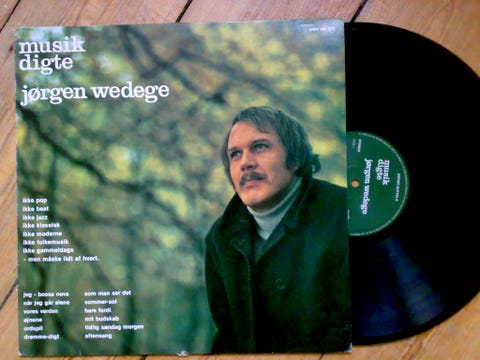 musik
digte
jørgen wedege
ikke pop
ikke beat
ikke jazz
ikke klassisk
ikke moderne
ikke folkemusik
ikke gammeldags
- men måske lidt af hvert.
jeg - bossa nova
når jeg går alene
vores verden
øjnene
ordspil
drømme-digt
som man ser det
sommer-sol
bare fordi
mit budskab
tidlig søndag morgen
aftensang
musik
digte
jørgen wedege